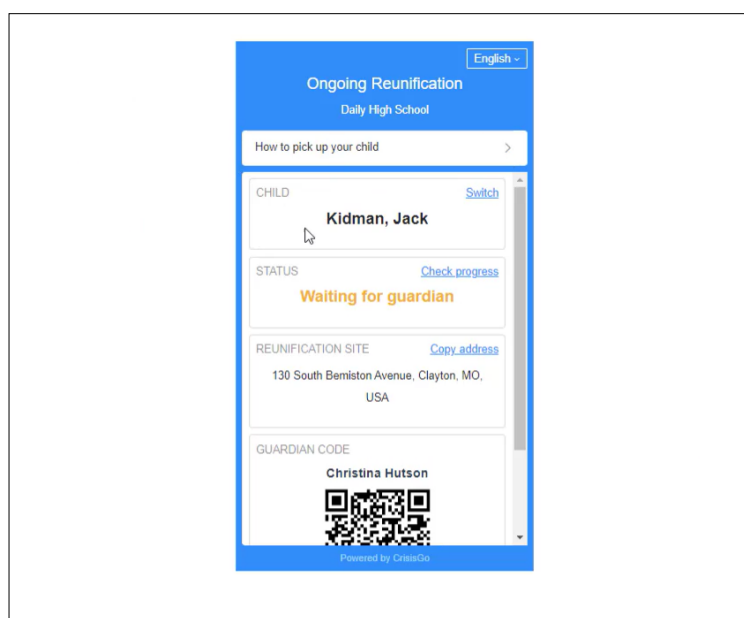 English
Ongoing Reunification
Daily High School
How to pick up your child
CHILD
Switch
Kidman, Jack
STATUS
Check progress
Waiting for guardian
REUNIFICATION SITE
Copy address
130 South Bemiston Avenue, Clayton, MO,
USA
GUARDIAN CODE
Christina Hutson
Powered by CrisisGo